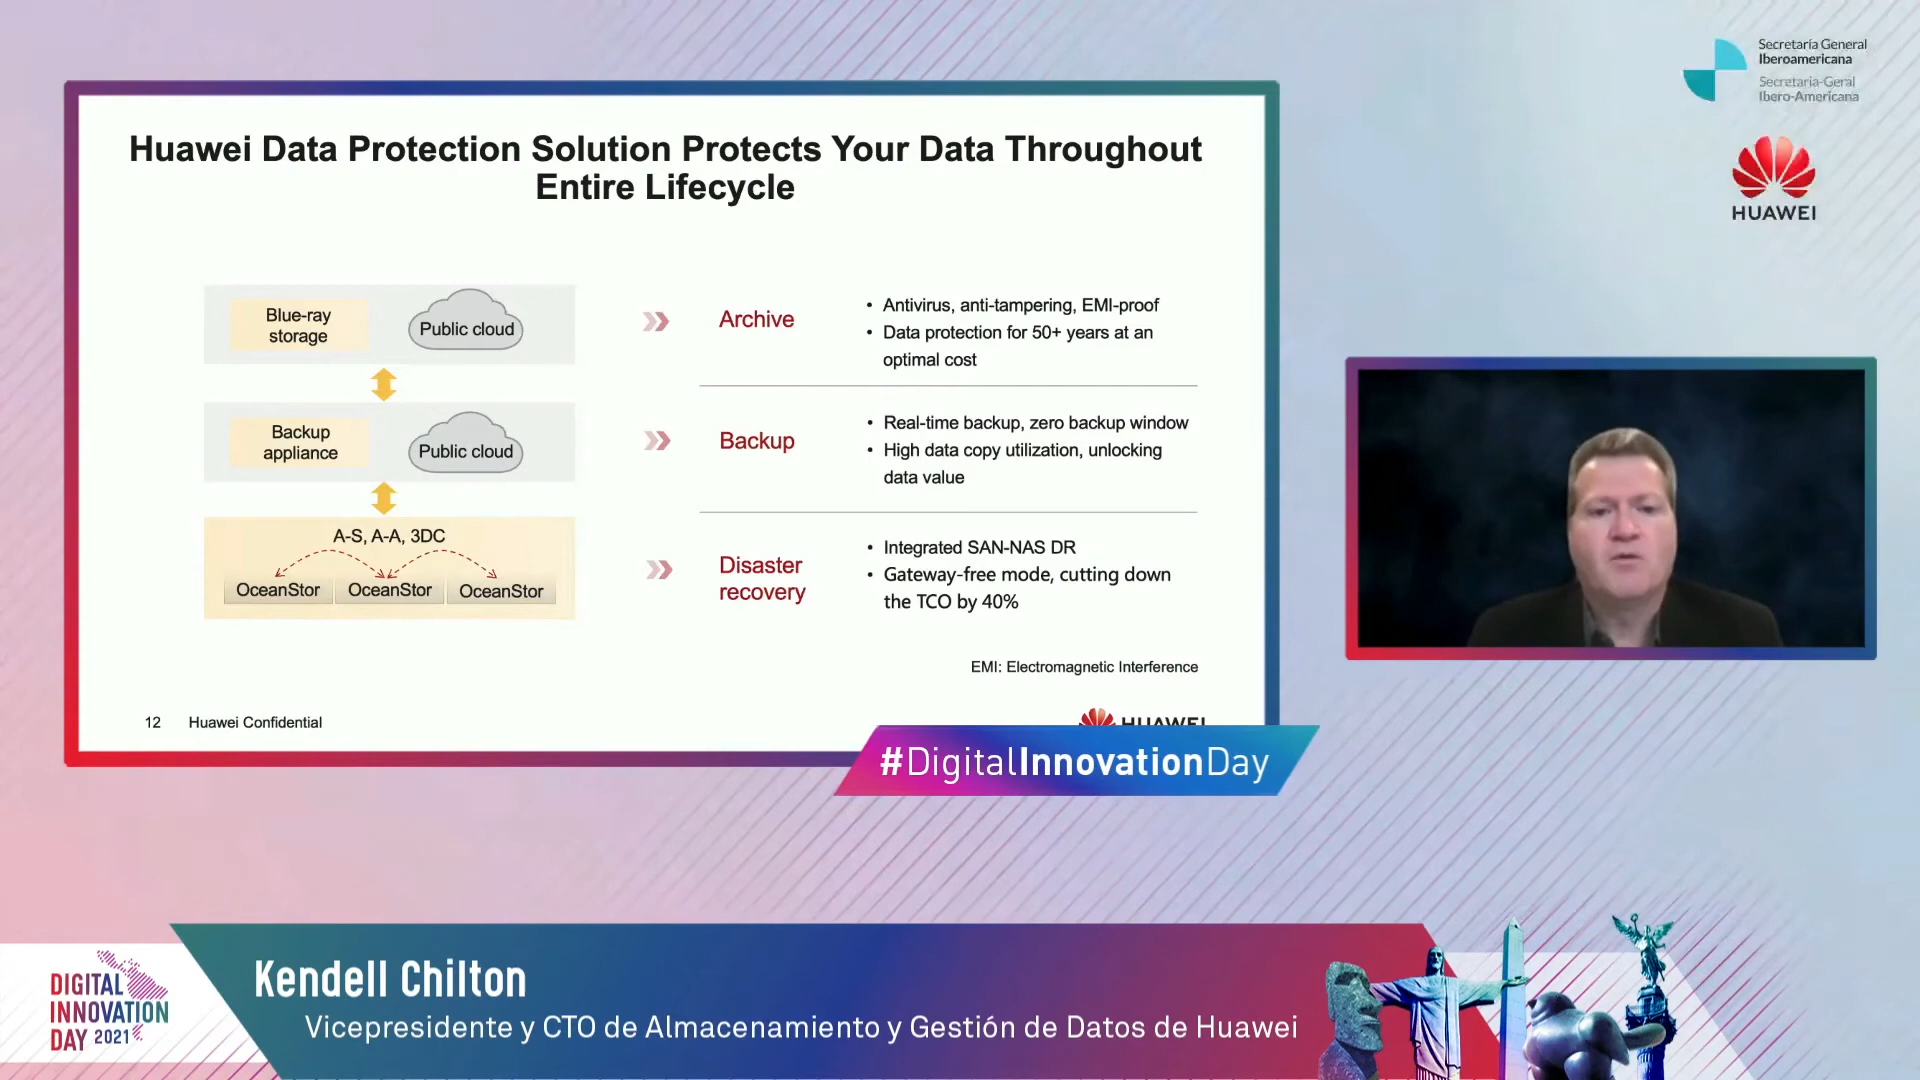 Secretaría General
Iberoamericana
Secretaria-Geral
Ibero-Americana
HUAWEI
Huawei Data Protection Solution Protects Your Data Throughout
Entire Lifecycle
Blue-ray
storage
Public cloud
Archive
• Antivirus, anti-tampering, EMI-proof
• Data protection for 50+ years at an
optimal cost
Backup
appliance
Public cloud
Backup
• Real-time backup, zero backup window
• High data copy utilization, unlocking
data value
A-S, A-A, 3DC
OceanStor
OceanStor
OceanStor
Disaster
recovery
• Integrated SAN-NAS DR
• Gateway-free mode, cutting down
the TCO by 40%
EMI: Electromagnetic Interference
12 Huawei Confidential
HUAWEI
#DigitalInnovationDay
DIGITAL
INNOVATION
DAY 2021
Kendell Chilton
Vicepresidente y CTO de Almacenamiento y Gestión de Datos de Huawei